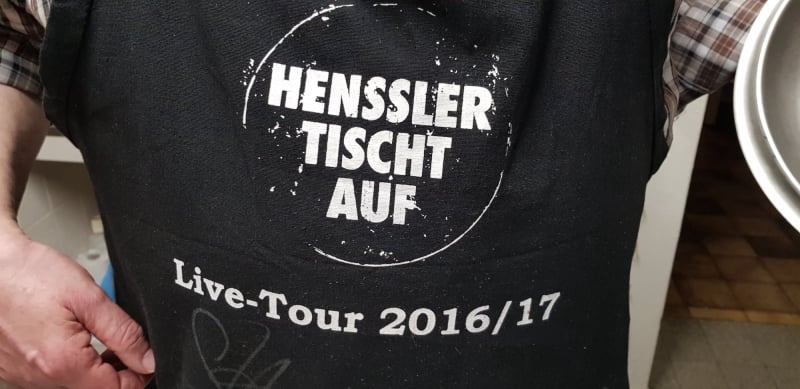 HENSSLER
TISCHT
AUF
Live-Tour 2016/17